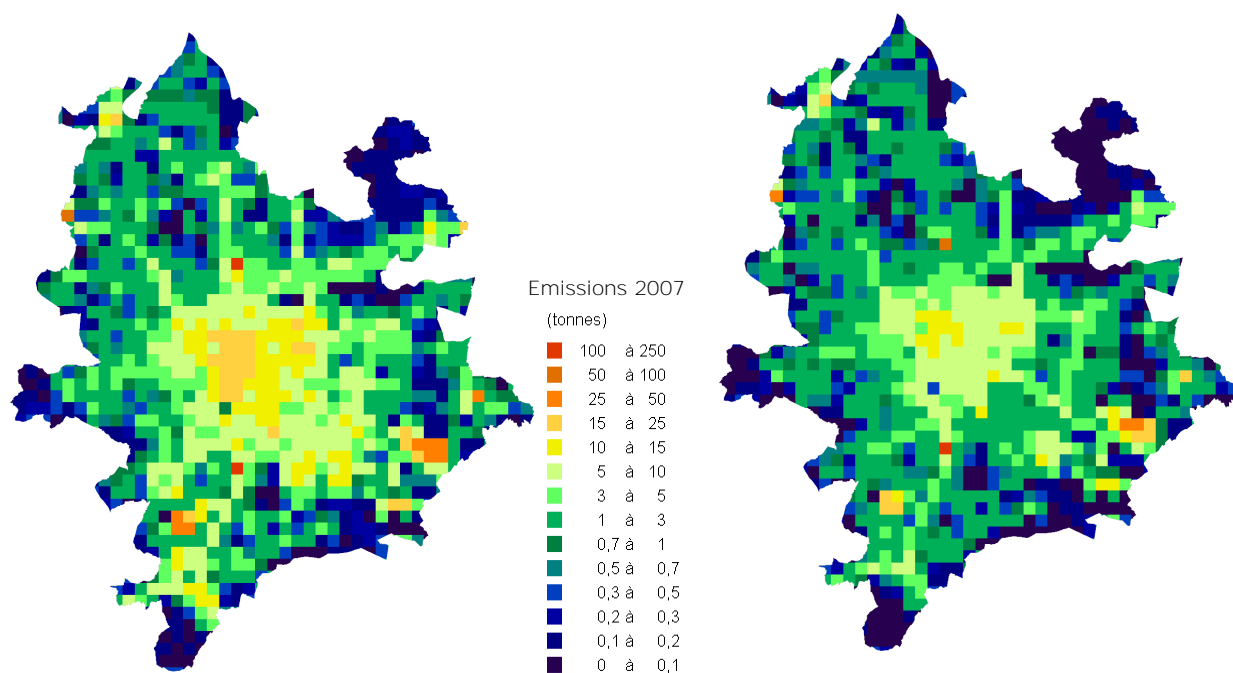 Emissions 2007
(tonnes)
100 à 250
50 à 100
25 à 50
15 à 25
10 à 15
5 à 10
3 à 5
1 à 3
0,7 à 1
0,5 à 0,7
0,3 à 0,5
0,2 à 0,3
0,1 à 0,2
0 à 0,1